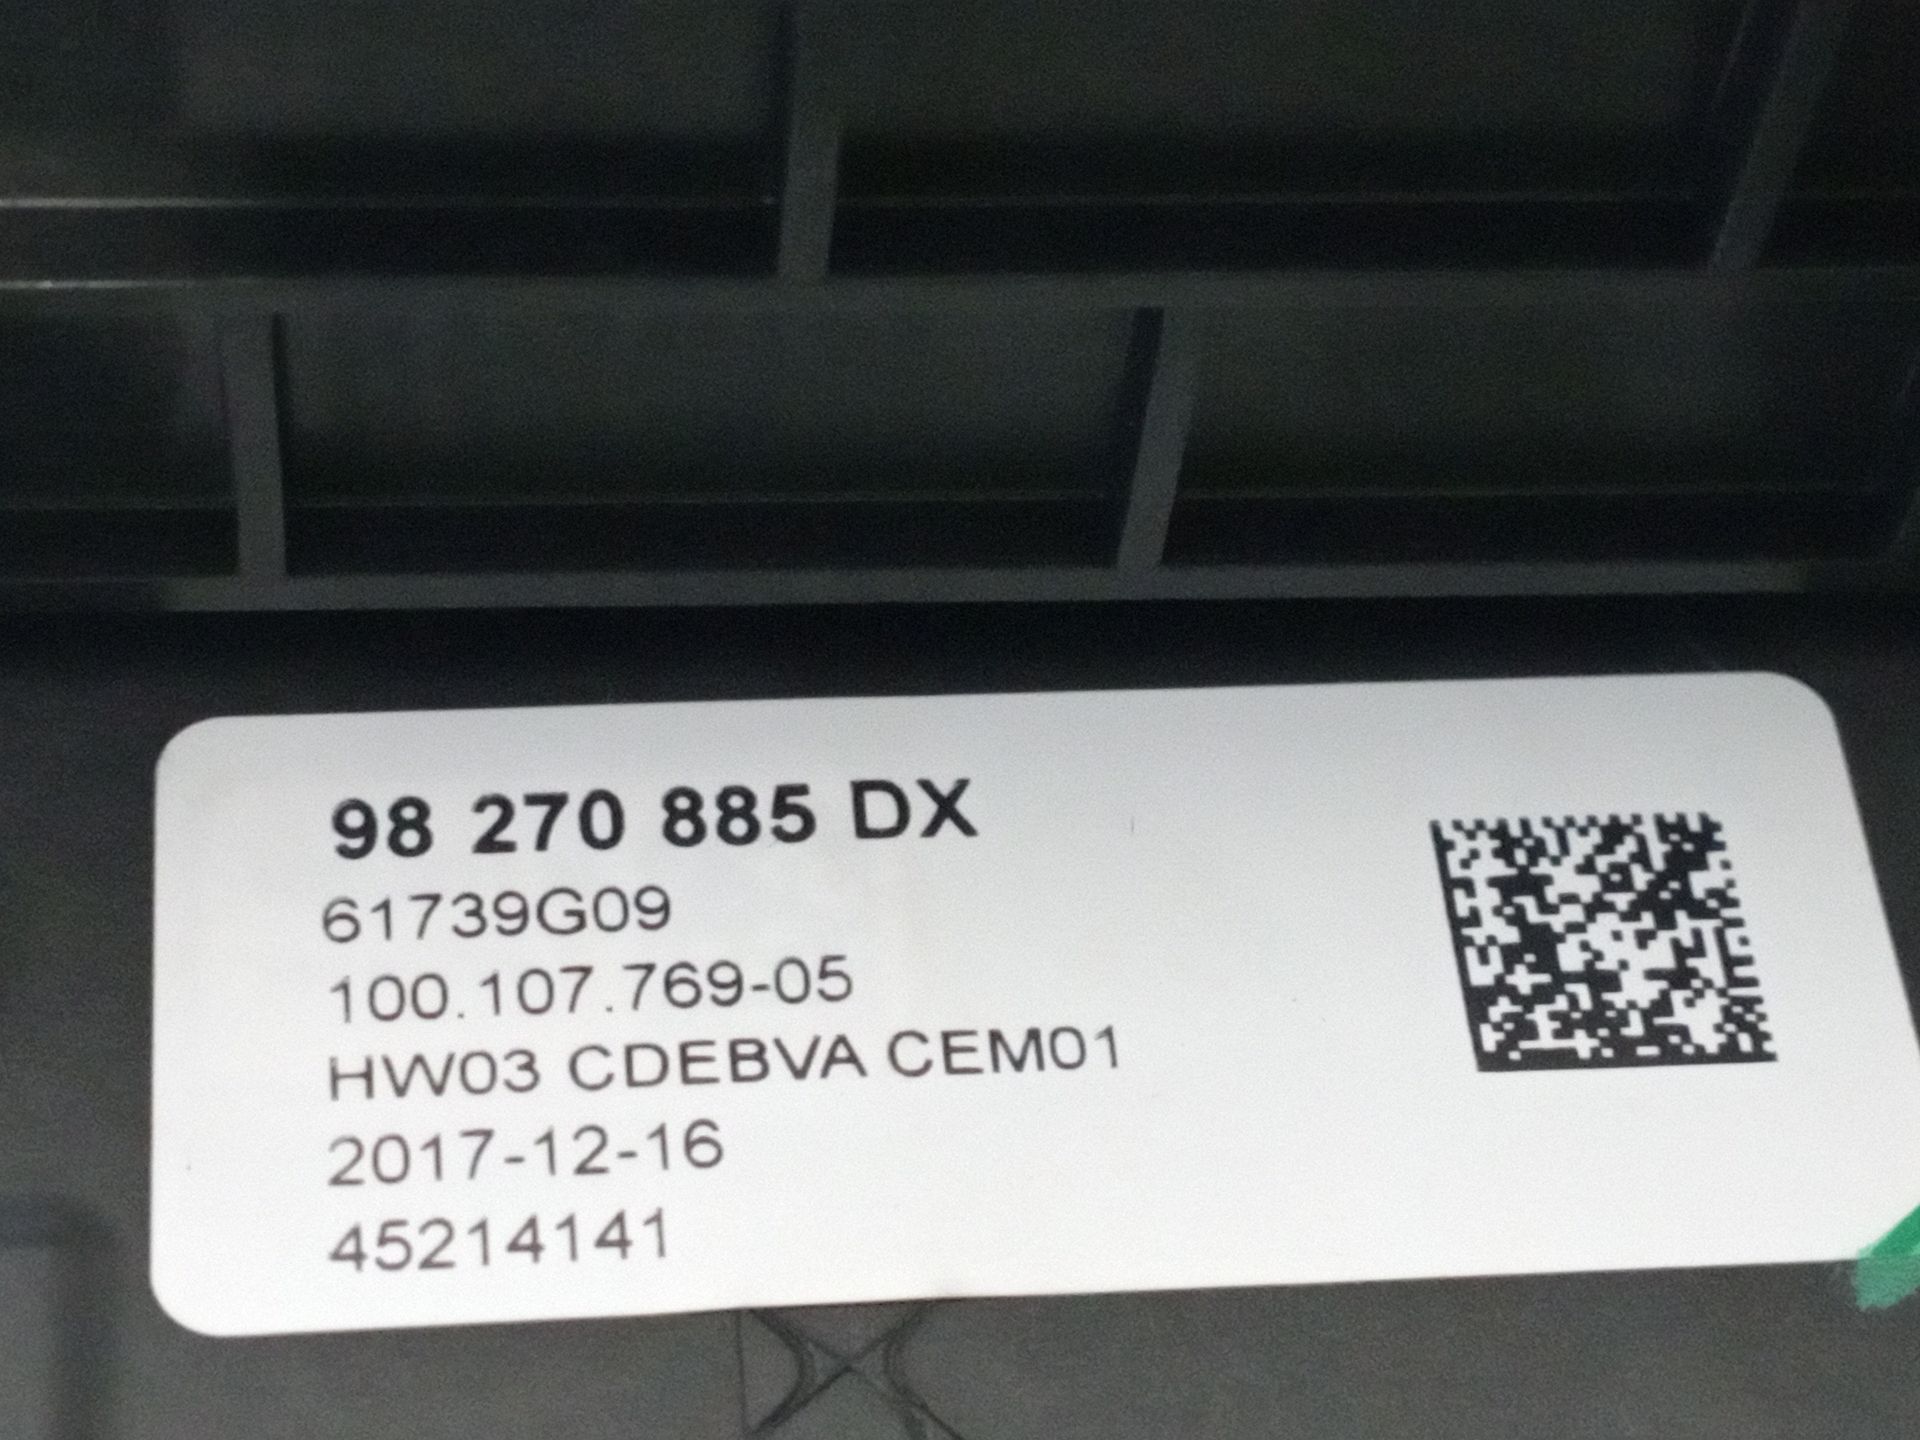 98 270 885 DX
61739G09
100.107.769-05
HW03 CDEBVA CEM01
2017-12-16
45214141